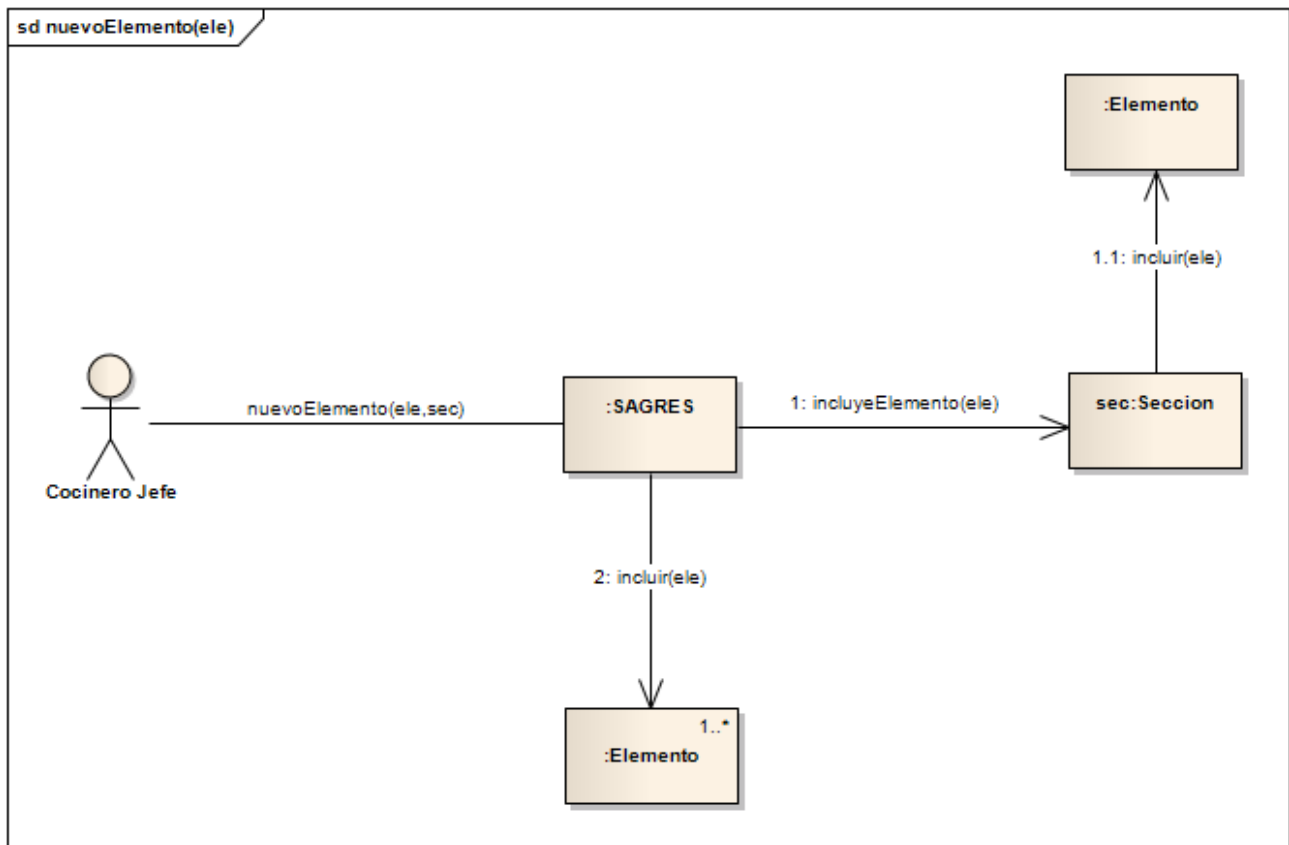 sd nuevoElemento(ele)
:Elemento
1.1: incluir(ele)
nuevoElemento(ele,sec)
:SAGRES
1: incluyeElemento(ele)
sec:Seccion
Cocinero Jefe
2: incluir(ele)
1..*
:Elemento